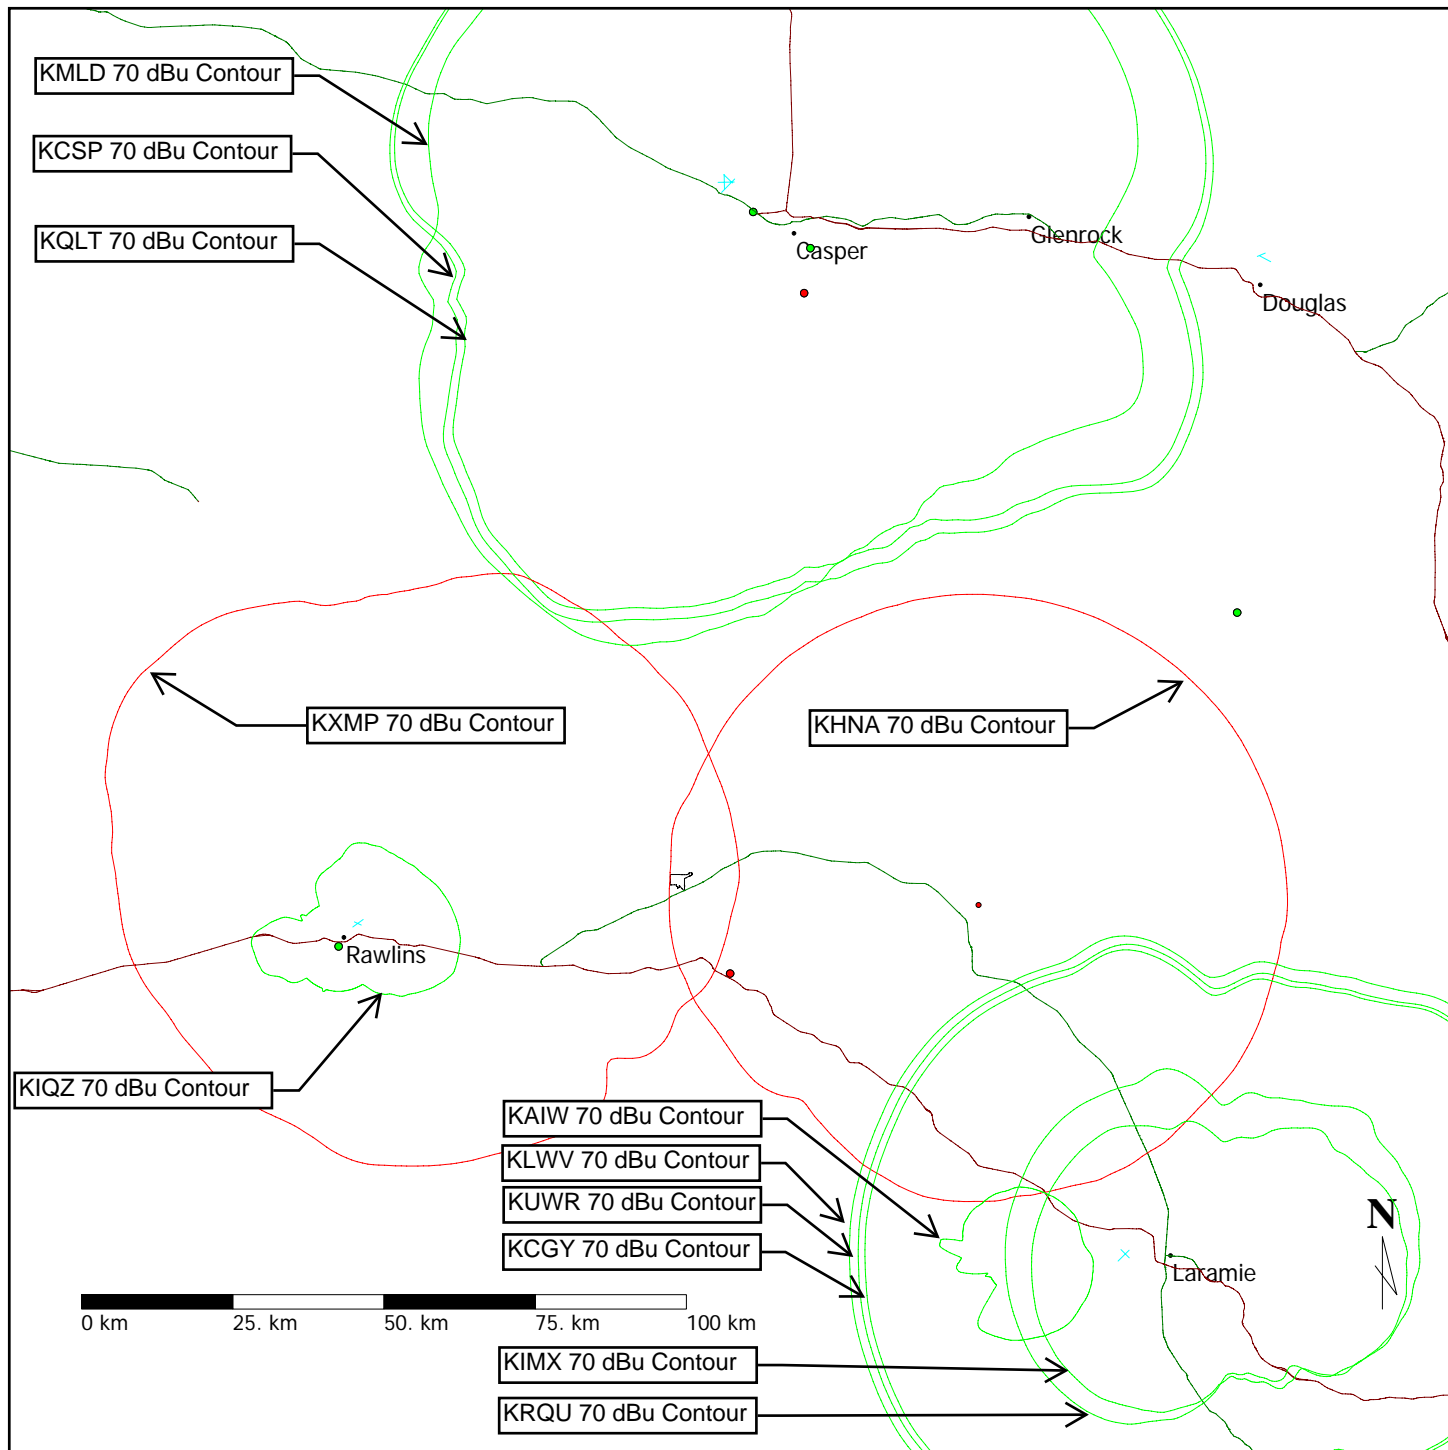 KMLD 70 dBu Contour
KCSP 70 dBu Contour
KQLT 70 dBu Contour
Casper
Glenrock
Douglas
KXMP 70 dBu Contour
KHNA 70 dBu Contour
Rawlins
KIQZ 70 dBu Contour
KAIW 70 dBu Contour
KLWV 70 dBu Contour
KUWR 70 dBu Contour
KCGY 70 dBu Contour
N
Laramie
0 km 25. km 50. km 75. km 100 km
KIMX 70 dBu Contour
KRQU 70 dBu Contour